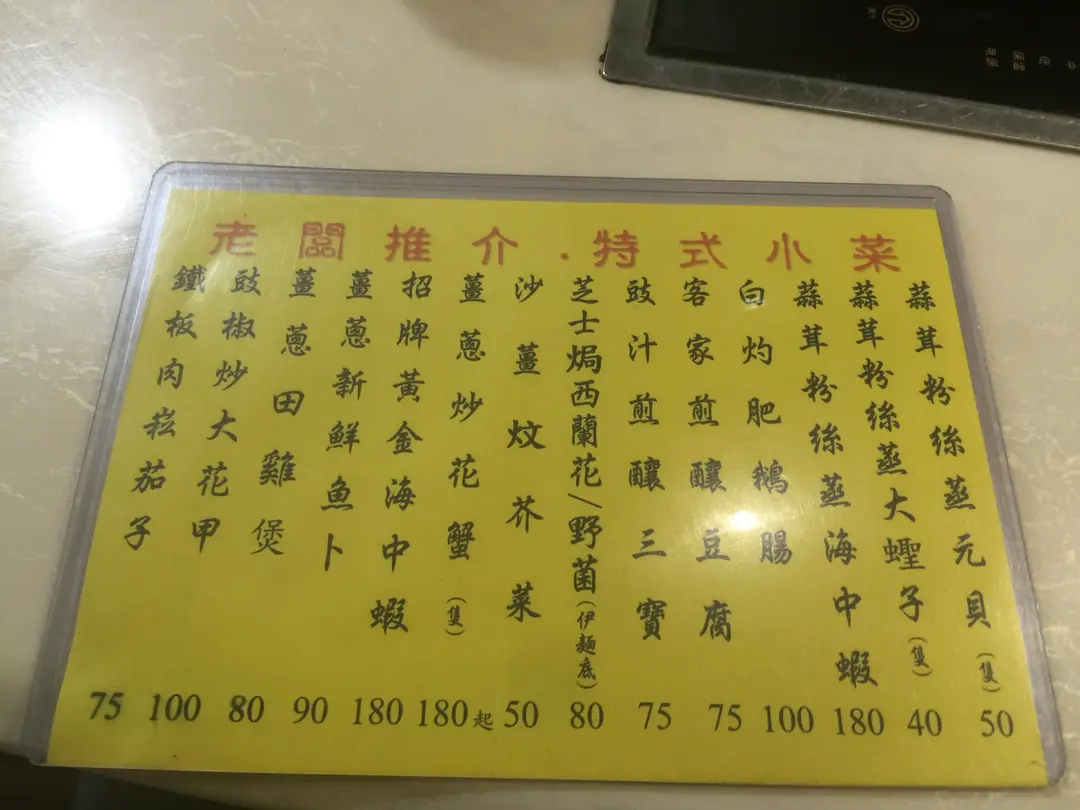 老闆推介．特式小菜
蒜茸粉絲蒸元貝(隻) 50
蒜茸粉絲蒸大蟶子(隻) 40
蒜茸粉絲蒸海中蝦 180
白灼肥鵝腸 100
客家煎釀豆腐 75
豉汁煎釀三寶 75
芝士焗西蘭花/野菌(伊麵底) 80
沙薑炆芥菜 50
薑蔥炒花蟹(隻) 180起
招牌黃金海中蝦 180
薑蔥新鮮魚卜 90
薑蔥田雞煲 80
豉椒炒大花甲 100
鐵板肉崧茄子 75